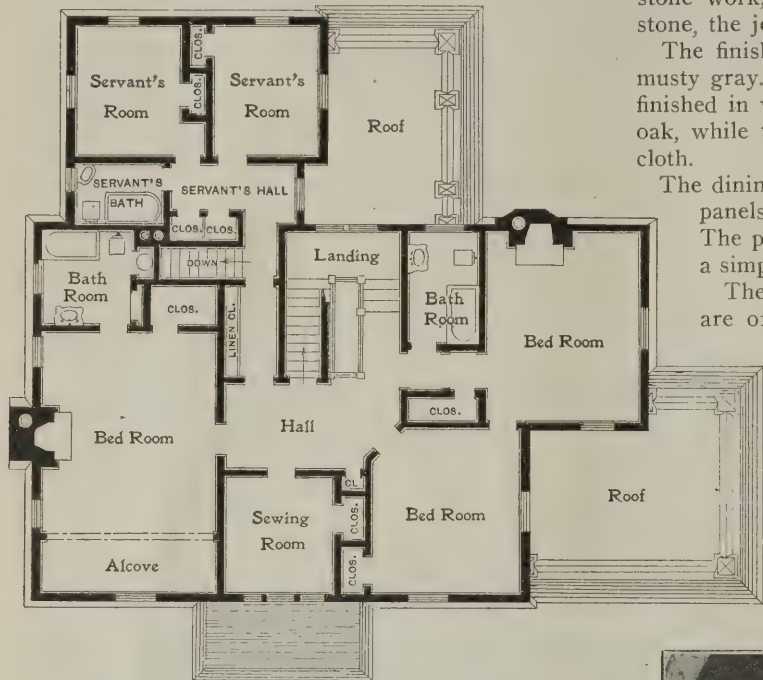 stone work,
stone, the
The finish
musty gray.
finished in
oak, while
cloth.
The dinin
panels
The p
a simp
The
are of
CLOS.
Servant's
Room
CLOS.
Servant's
Room
Roof
SERVANT'S
BATH
SERVANT'S HALL
CLOS.
CLOS.
DOWN
Landing
Bath
Room
CLOS.
LINEN CL.
Bath
Room
Bed Room
CLOS.
Bed Room
Hall
CL.
Sewing
Room
CLOS.
Bed Room
Roof
CLOS.
Alcove